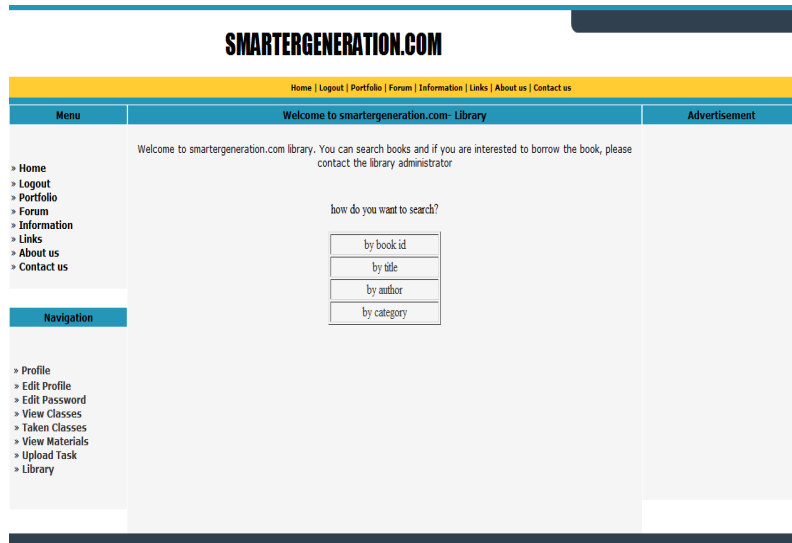 SMARTERGENERATION.COM
Home | Logout | Portfolio | Forum | Information | Links | About us | Contact us
Menu
Welcome to smartergeneration.com- Library
Advertisement
Welcome to smartergeneration.com library. You can search books and if you are interested to borrow the book, please
contact the library administrator
» Home
» Logout
» Portfolio
» Forum
» Information
» Links
» About us
» Contact us
how do you want to search?
by book id
by title
by author
by category
Navigation
» Profile
» Edit Profile
» Edit Password
» View Classes
» Taken Classes
» View Materials
» Upload Task
» Library